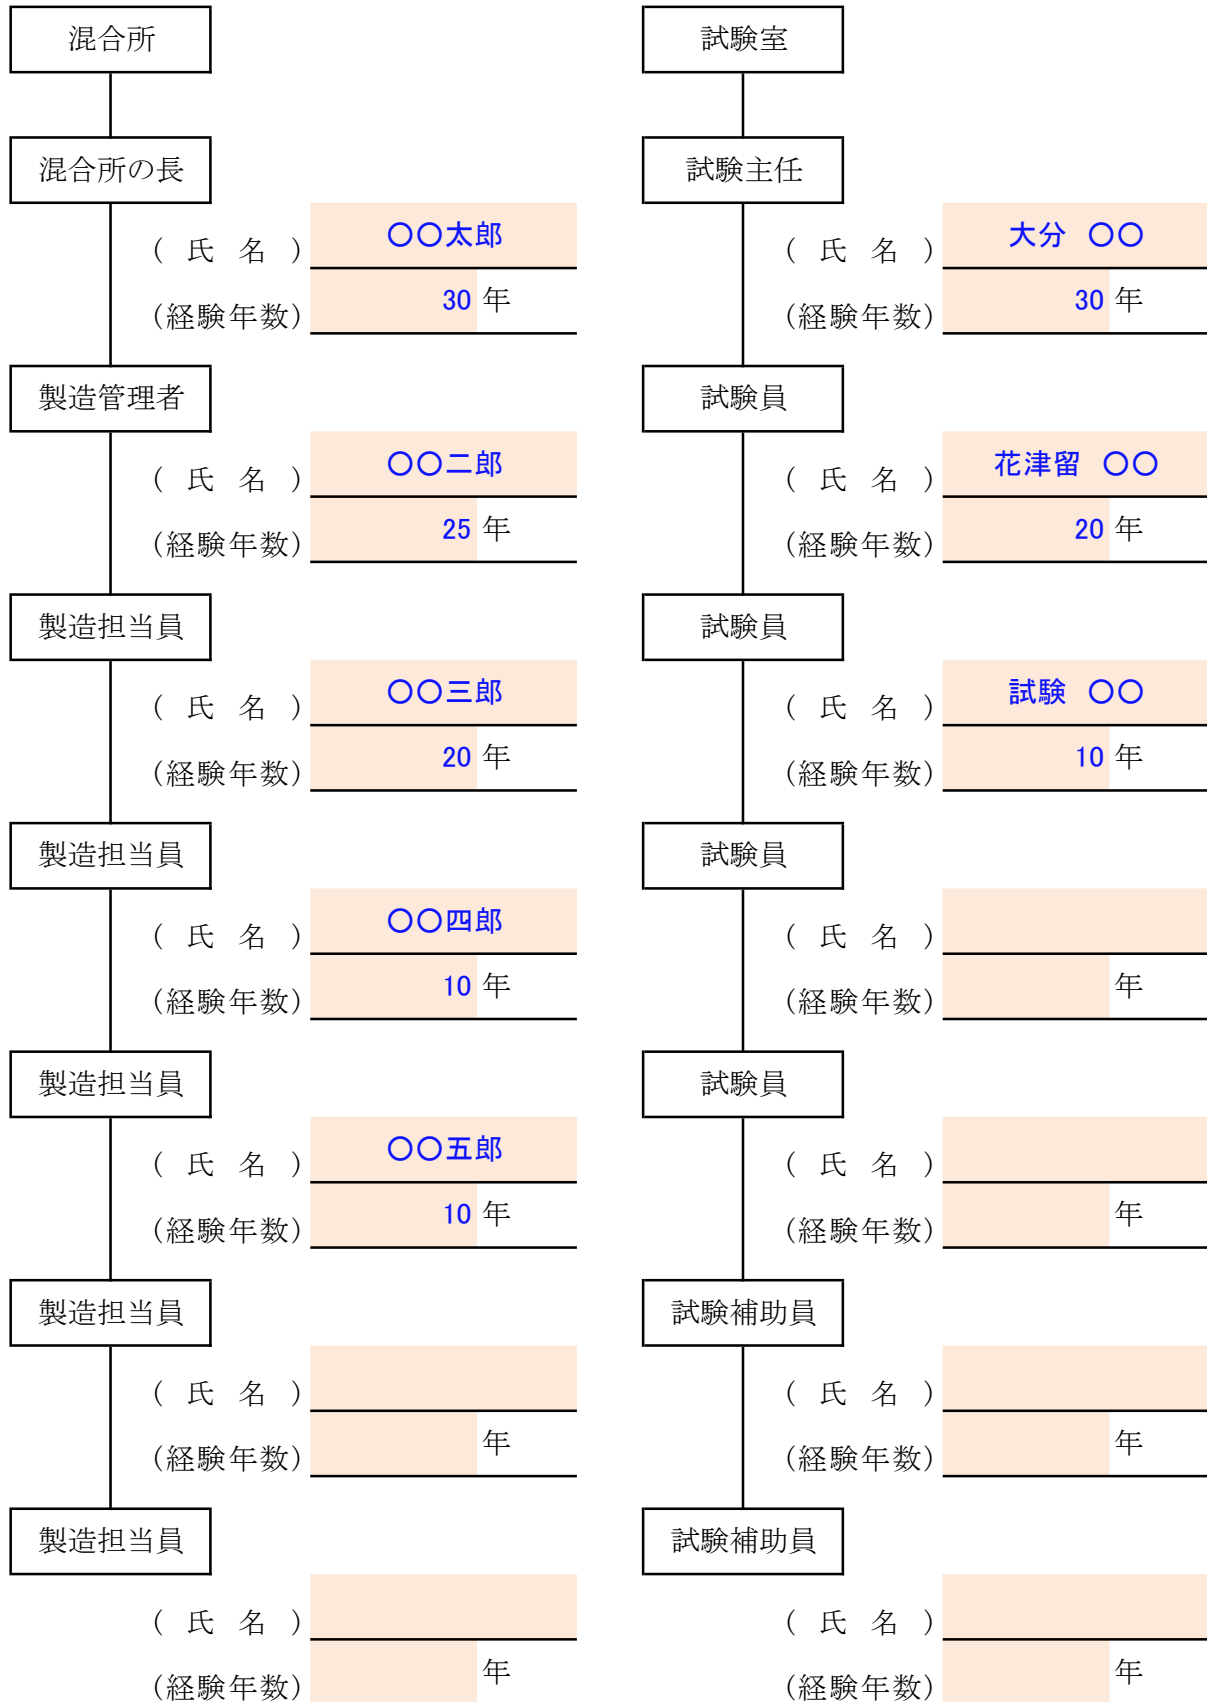 混合所
混合所の長
(氏名) 〇〇太郎
(経験年数) 30 年
製造管理者
(氏名) 〇〇二郎
(経験年数) 25 年
製造担当員
(氏名) 〇〇三郎
(経験年数) 20 年
製造担当員
(氏名) 〇〇四郎
(経験年数) 10 年
製造担当員
(氏名) 〇〇五郎
(経験年数) 10 年
製造担当員
(氏名)
(経験年数) 年
製造担当員
(氏名)
(経験年数) 年
試験室
試験主任
(氏名) 大分 〇〇
(経験年数) 30 年
試験員
(氏名) 花津留 〇〇
(経験年数) 20 年
試験員
(氏名) 試験 〇〇
(経験年数) 10 年
試験員
(氏名)
(経験年数) 年
試験員
(氏名)
(経験年数) 年
試験補助員
(氏名)
(経験年数) 年
試験補助員
(氏名)
(経験年数) 年